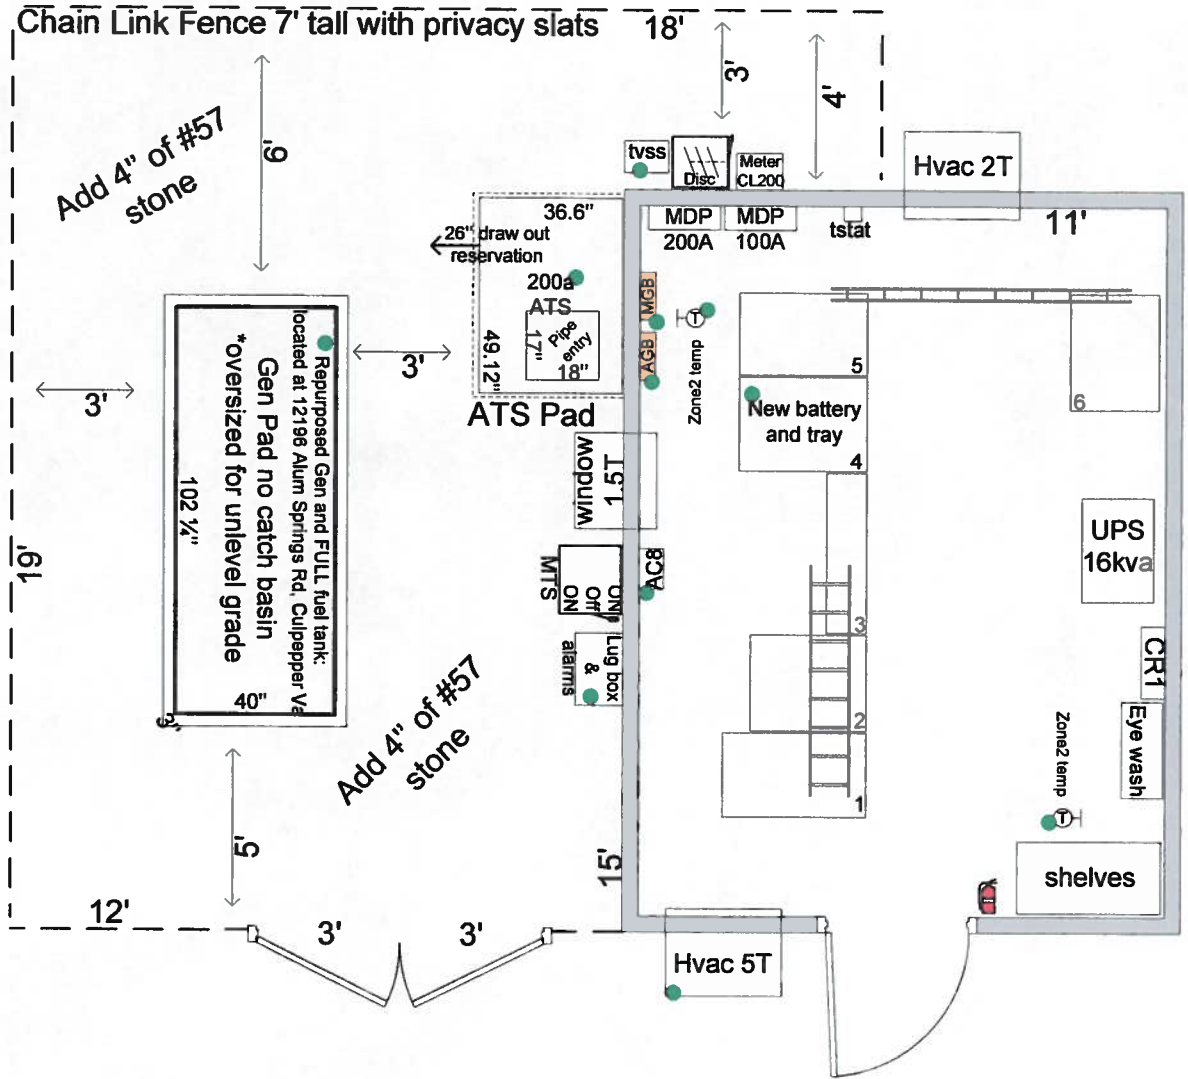 Chain Link Fence 7' tall with privacy slats
18'
3'
4'
6'
Add 4" of #57
stone
tvss
Disc
Meter
CL200
Hvac 2T
MDP
200A
MDP
100A
tstat
11'
36.6"
26" draw out
reservation
200a
ATS
Pipe
entry
17"
18"
49.12"
ATS Pad
MGB
AGB
T
Zone2 temp
5
New battery
and tray
4
6
3'
3'
Repurposed Gen and FULL fuel tank:
located at 12196 Alum Springs Rd, Culpepper Va
Gen Pad no catch basin
*oversized for unlevel grade
102 ¼"
40"
3"
19'
window
1.5T
MTS
ON
Off
ON
AC8
Lug box
&
alarms
UPS
16kva
3
2
1
CR1
Eye wash
Zone2 temp
T
shelves
Add 4" of #57
stone
5'
15'
12'
3'
3'
Hvac 5T